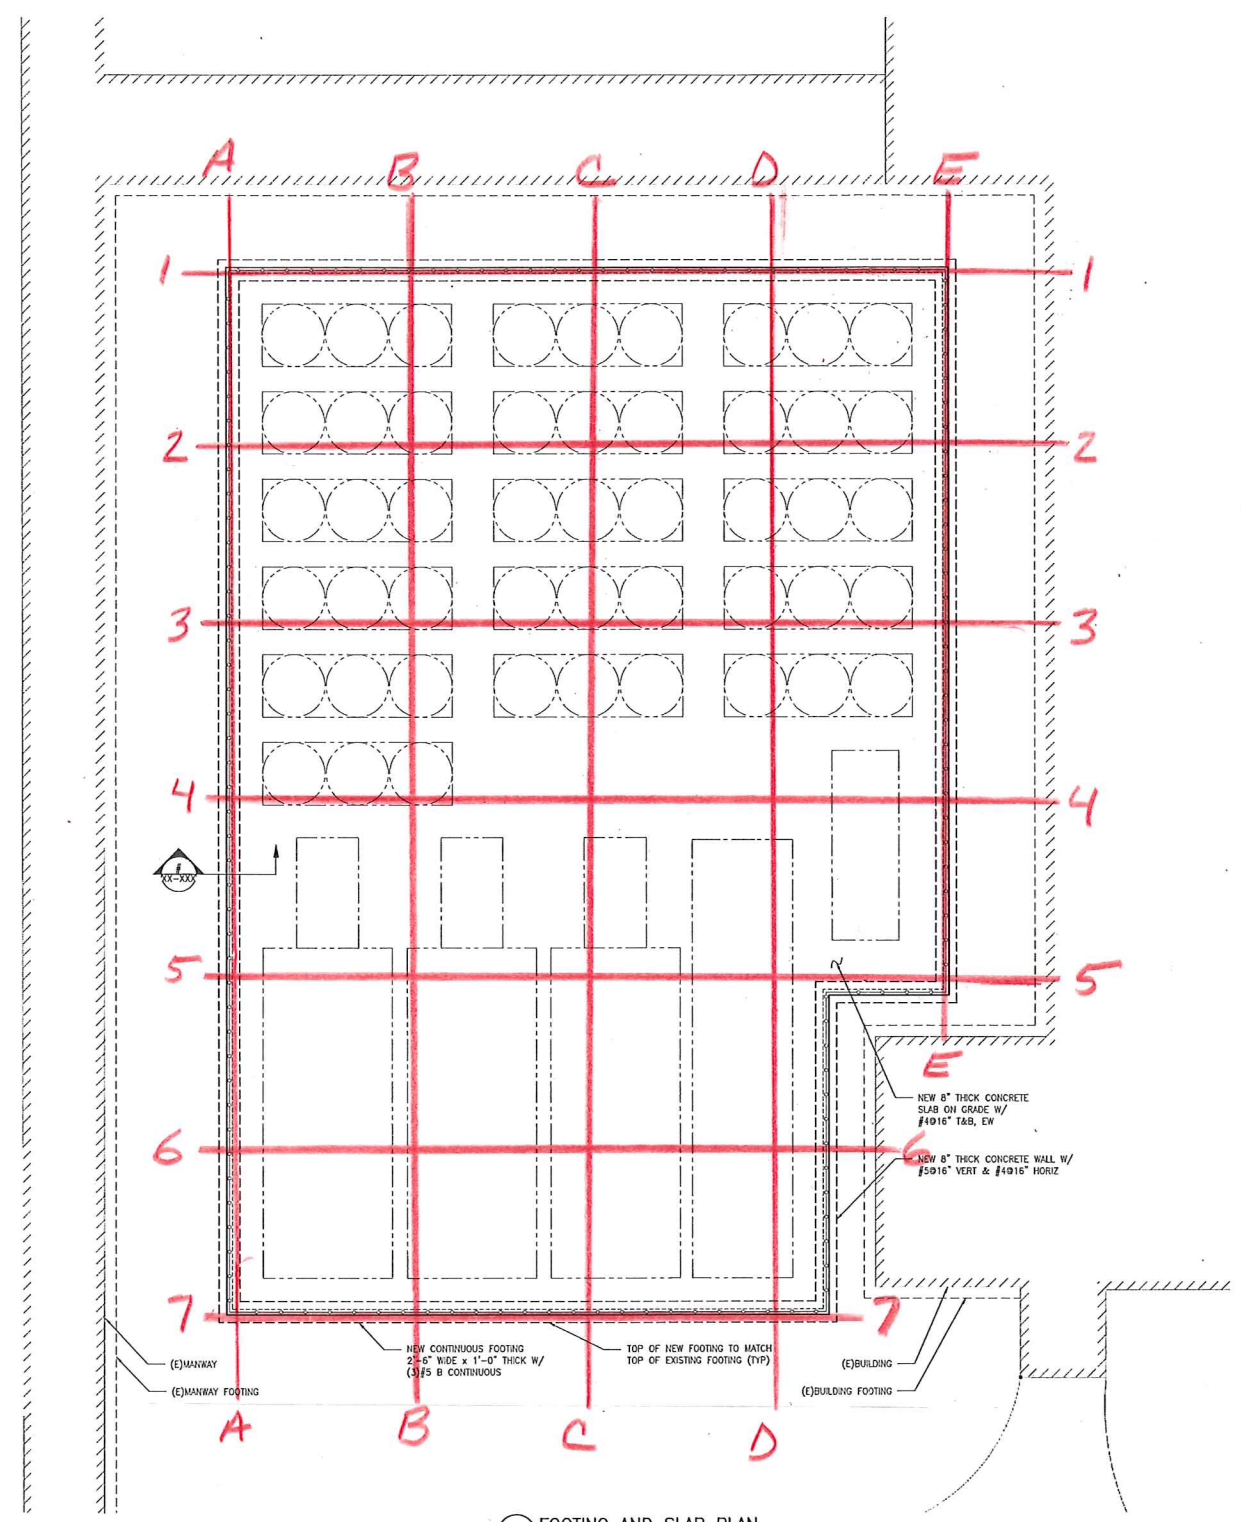 A B C D E
1 1
2 2
3 3
4 4
#
XX-XXX
5 5
E
NEW 8" THICK CONCRETE
SLAB ON GRADE W/
#4@16" T&B, EW
6 6
NEW 8" THICK CONCRETE WALL W/
#5@16" VERT & #4@16" HORIZ
7 7
NEW CONTINUOUS FOOTING
2'-6" WIDE x 1'-0" THICK W/
(3)#5 B CONTINUOUS
TOP OF NEW FOOTING TO MATCH
TOP OF EXISTING FOOTING (TYP)
(E)MANWAY
(E)MANWAY FOOTING
(E)BUILDING
(E)BUILDING FOOTING
A B C D
FOOTING AND SLAB PLAN